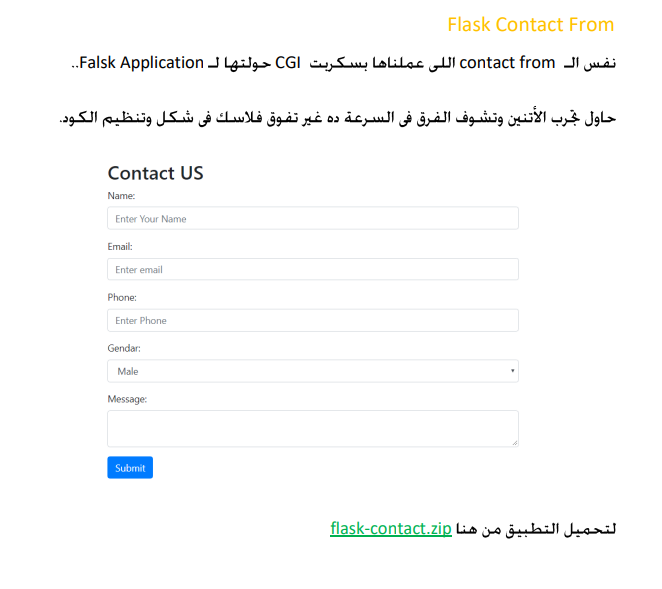 Flask Contact From
نفس الـ contact from اللى عملناها بسكربت CGI حولتها لـ Falsk Application..
حاول تجرب الأتنين وتشوف الفرق فى السرعة ده غير تفوق فلاسك فى شكل وتنظيم الكود.
Contact US
Name:
Enter Your Name
Email:
Enter email
Phone:
Enter Phone
Gendar:
Male
Message:
Submit
لتحميل التطبيق من هنا flask-contact.zip